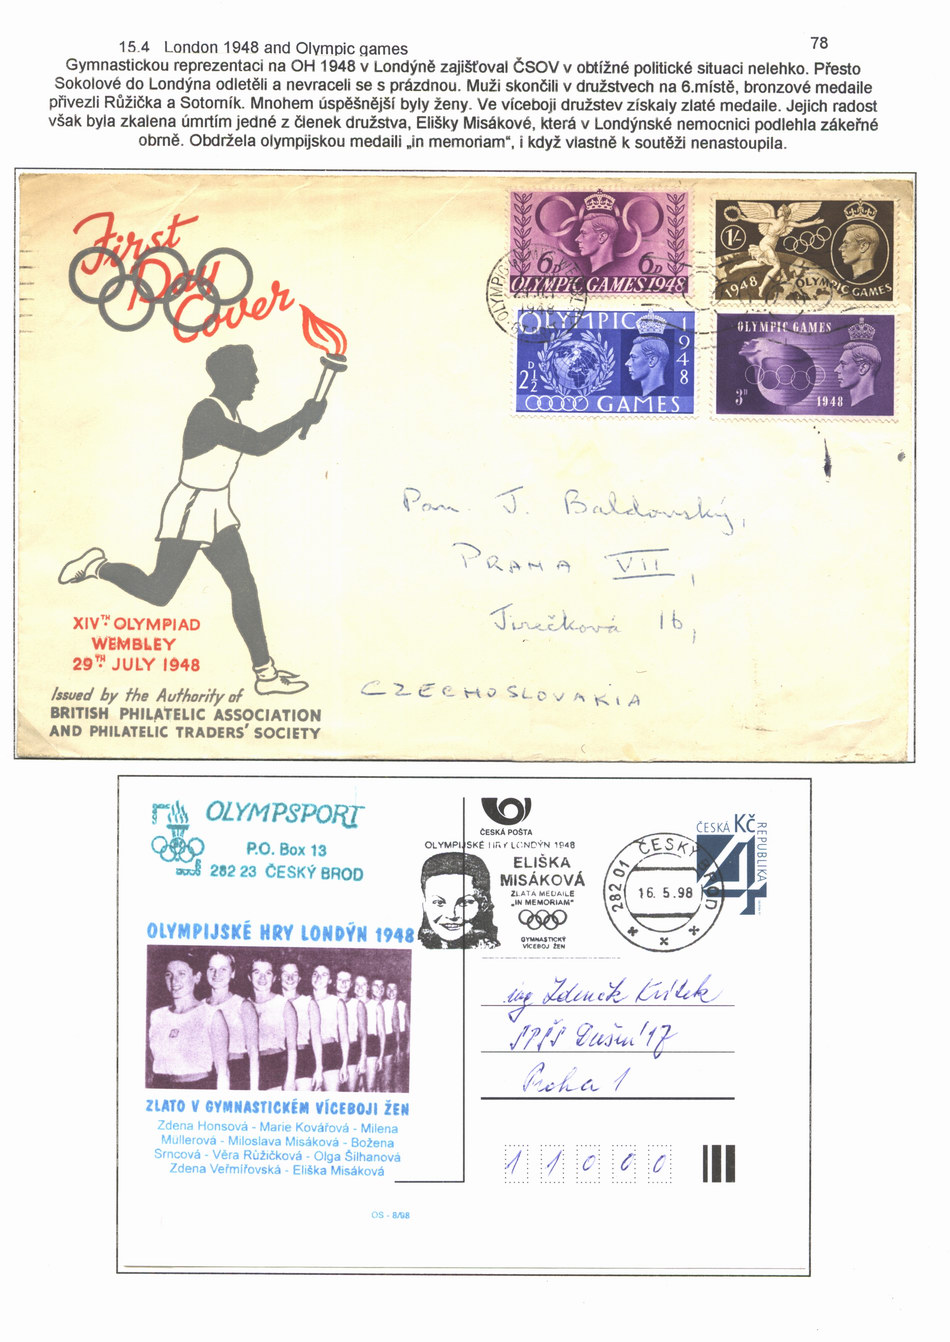 15.4 London 1948 and Olympic games
78
Gymnastickou reprezentaci na OH 1948 v Londýně zajišťoval ČSOV v obtížné politické situaci nelehko. Přesto
Sokolové do Londýna odletěli a nevraceli se s prázdnou. Muži skončili v družstvech na 6.místě, bronzové medaile
přivezli Růžička a Sotorník. Mnohem úspěšnější byly ženy. Ve víceboji družstev získaly zlaté medaile. Jejich radost
však byla zkalena úmrtím jedné z členek družstva, Elišky Misákové, která v Londýnské nemocnici podlehla zákeřné
obrně. Obdržela olympijskou medaili „in memoriam“, i když vlastně k soutěži nenastoupila.
First
Day
Cover
6D 6D
OLYMPIC GAMES 1948
1/-
1948 OLYMPIC GAMES
OLYMPIC 1948
2½D
GAMES
OLYMPIC GAMES
3D 1948
1948
Pan. J. Baldovský,
PRAHA VII,
Jirečkova 16,
CZECHOSLOVAKIA
XIVTH OLYMPIAD
WEMBLEY
29TH JULY 1948
Issued by the Authority of
BRITISH PHILATELIC ASSOCIATION
AND PHILATELIC TRADERS' SOCIETY
OLYMPSPORT
P.O. Box 13
282 23 ČESKÝ BROD
OLYMPIJSKÉ HRY LONDÝN 1948
ZLATO V GYMNASTICKÉM VÍCEBOJI ŽEN
Zdena Honsová - Marie Kovářová - Milena
Müllerová - Miloslava Misáková - Božena
Srncová - Věra Růžičková - Olga Šilhanová
Zdena Veřmiřovská - Eliška Misáková
OS - 8/98
ČESKÁ POŠTA
OLYMPIJSKÉ HRY LONDÝN 1948
ELIŠKA
MISÁKOVÁ
ZLATÁ MEDAILE
„IN MEMORIAM“
GYMNASTICKÝ
VÍCEBOJ ŽEN
282 01 ČESKÝ BROD
16.5.98
ČESKÁ Kč REPUBLIKA
4
ing Zdeněk Kvítek
SPŠS Dušní 17
Praha 1
1 1 0 0 0